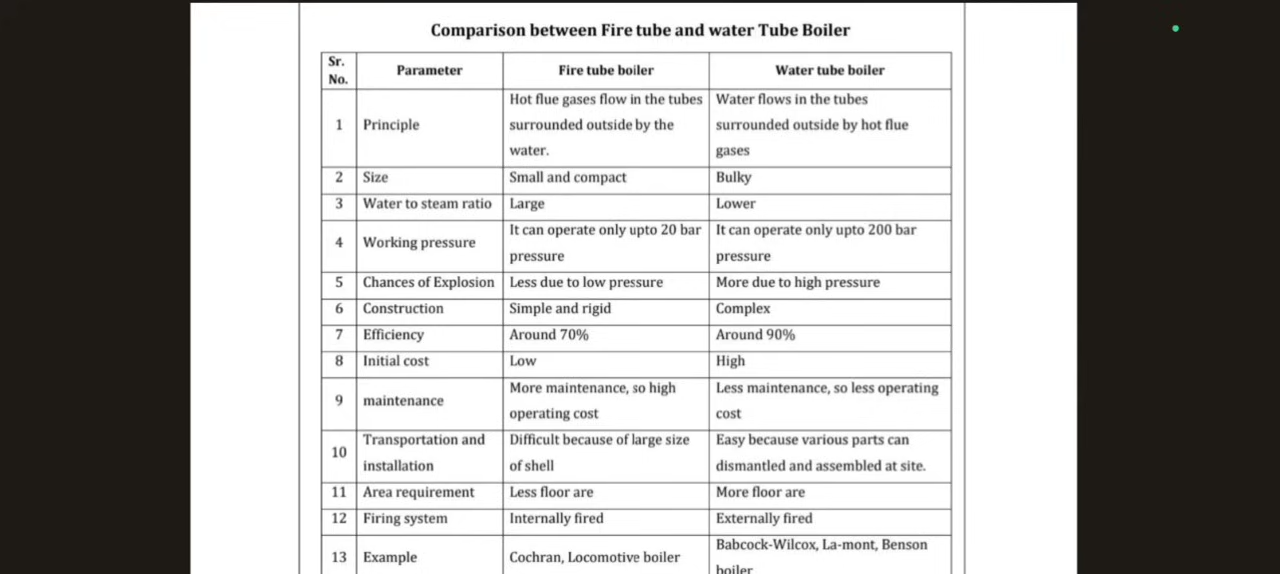 Comparison between Fire tube and water Tube Boiler
Sr. No. Parameter Fire tube boiler Water tube boiler
1 Principle Hot flue gases flow in the tubes surrounded outside by the water. Water flows in the tubes surrounded outside by hot flue gases
2 Size Small and compact Bulky
3 Water to steam ratio Large Lower
4 Working pressure It can operate only upto 20 bar pressure It can operate only upto 200 bar pressure
5 Chances of Explosion Less due to low pressure More due to high pressure
6 Construction Simple and rigid Complex
7 Efficiency Around 70% Around 90%
8 Initial cost Low High
9 maintenance More maintenance, so high operating cost Less maintenance, so less operating cost
10 Transportation and installation Difficult because of large size of shell Easy because various parts can dismantled and assembled at site.
11 Area requirement Less floor are More floor are
12 Firing system Internally fired Externally fired
13 Example Cochran, Locomotive boiler Babcock-Wilcox, La-mont, Benson boiler